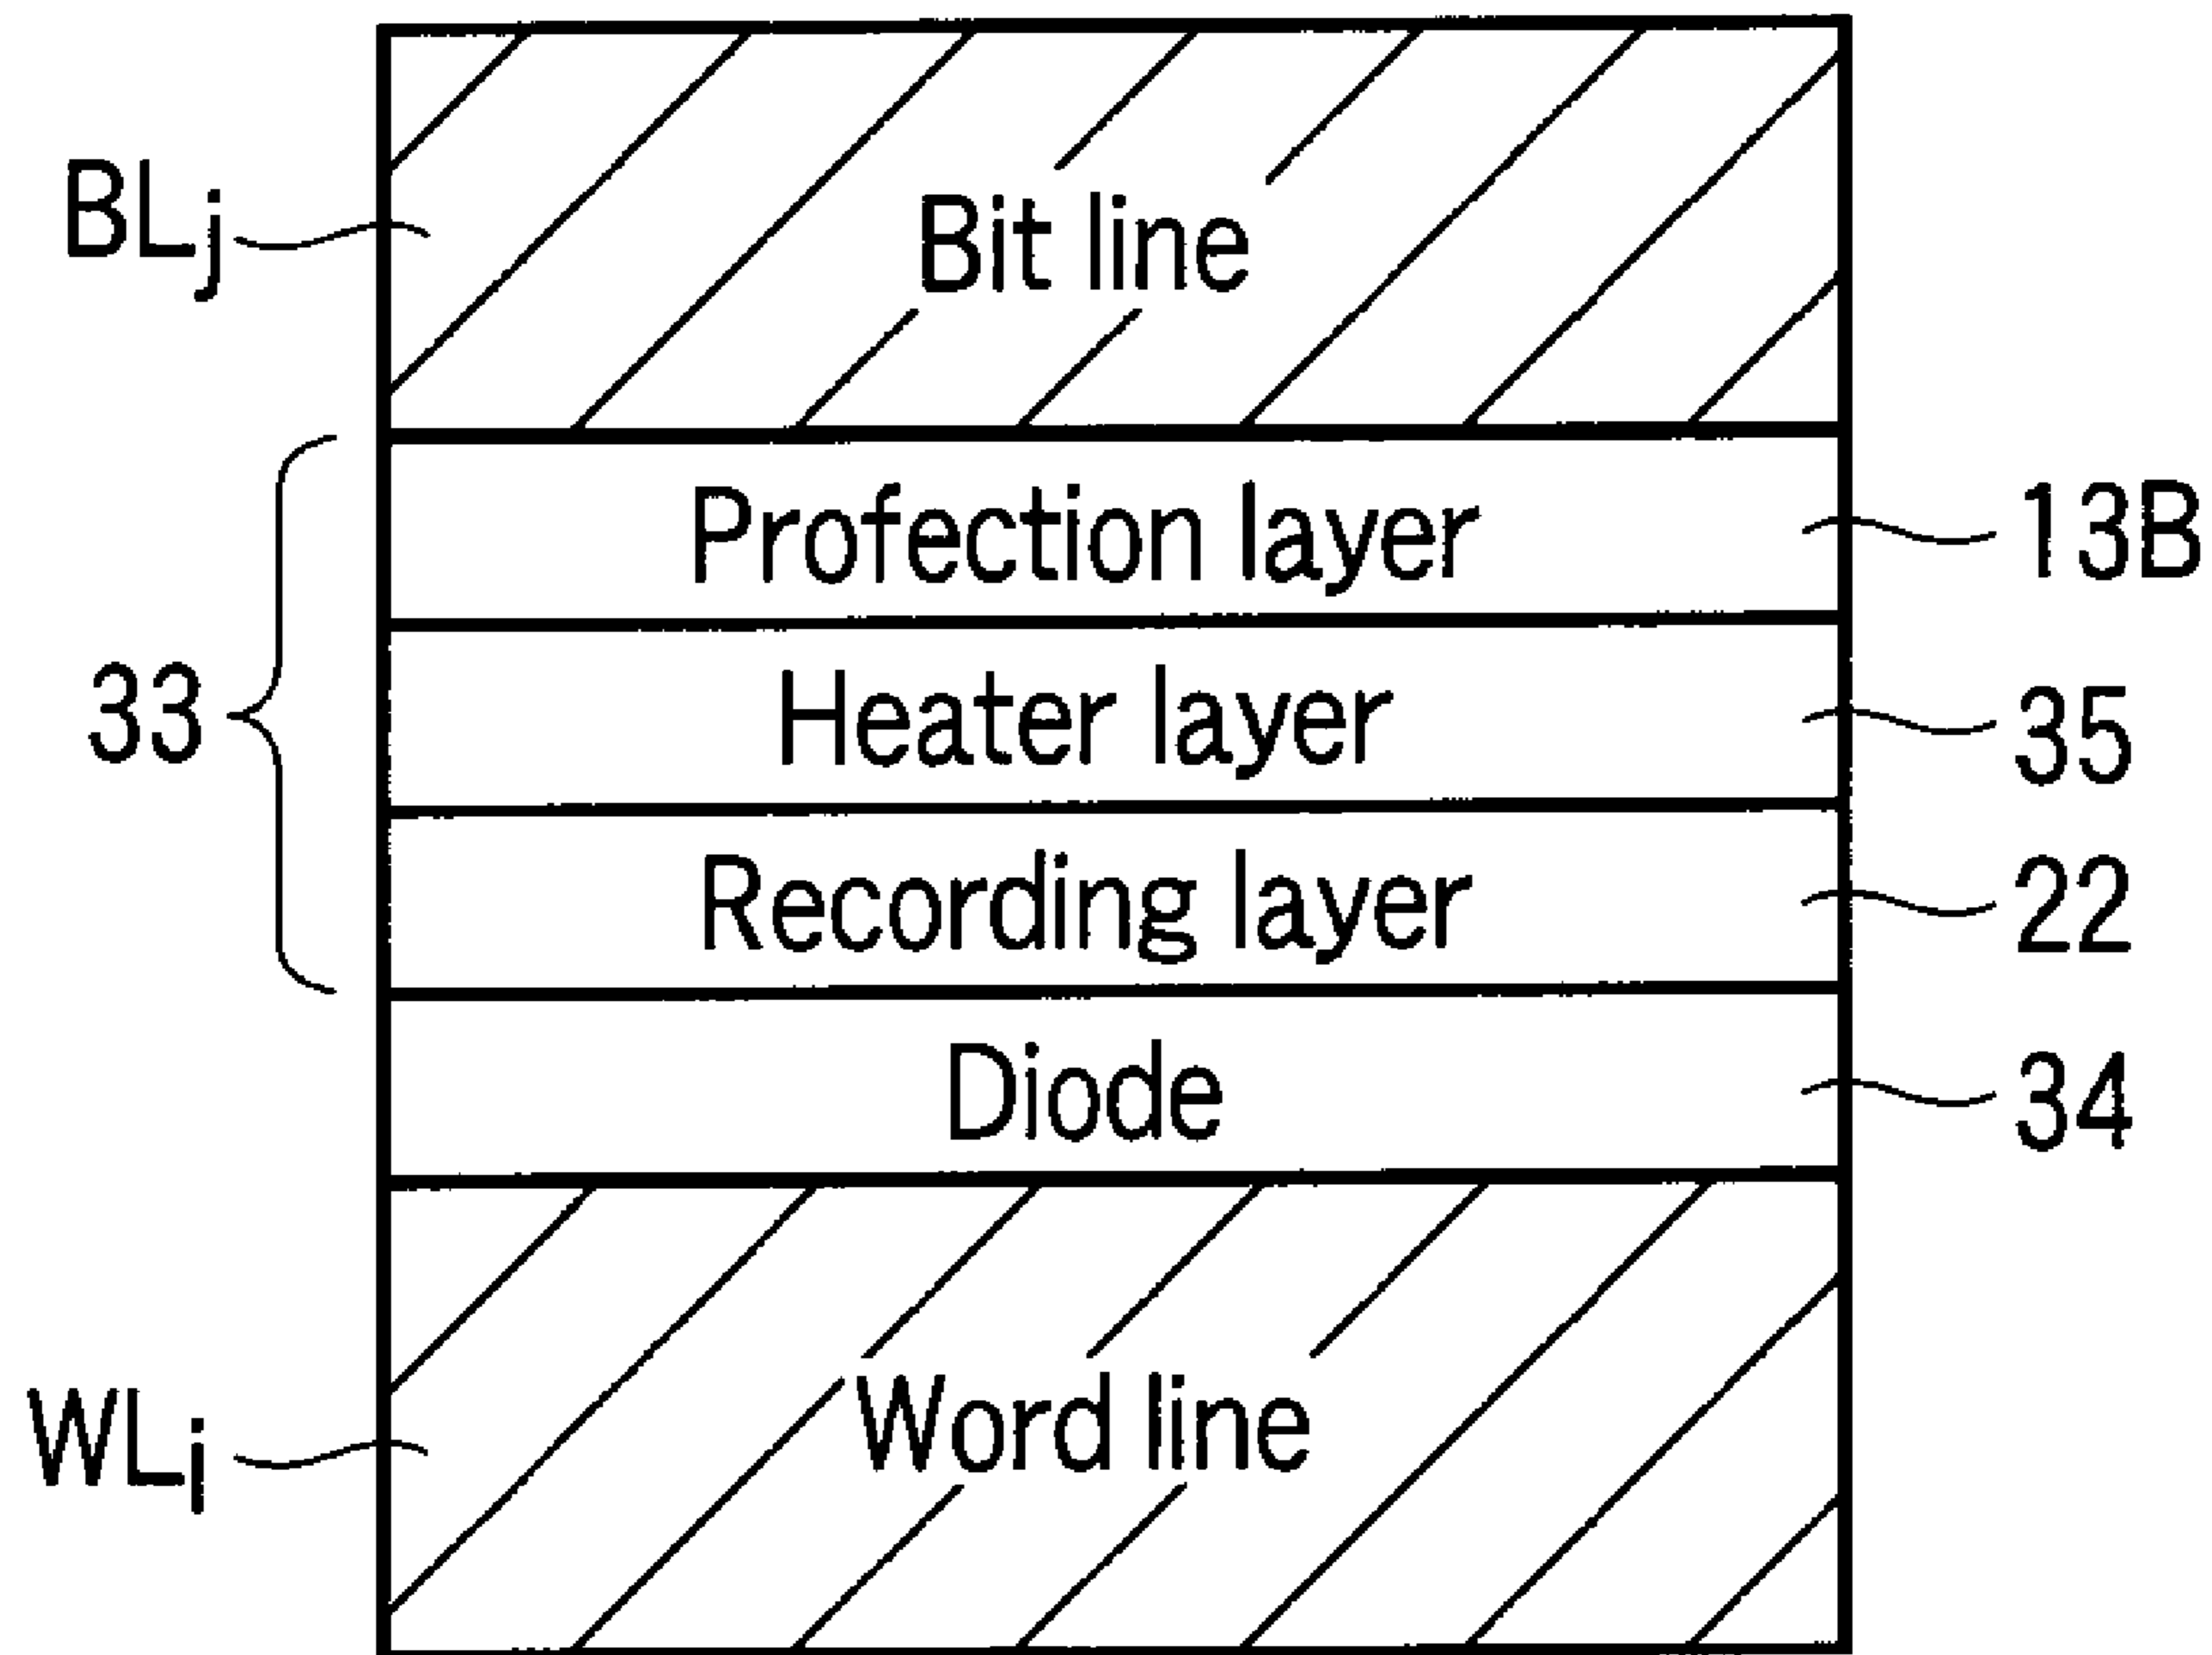 BLj
Bit line
Profection layer
13B
33
Heater layer
35
Recording layer
22
Diode
34
WLi
Word line